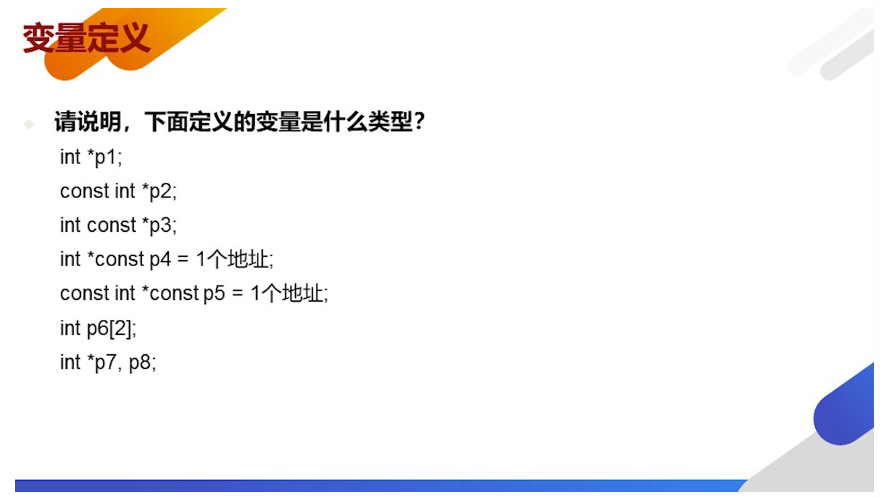 变量定义
请说明，下面定义的变量是什么类型？
int *p1;
const int *p2;
int const *p3;
int *const p4 = 1个地址;
const int *const p5 = 1个地址;
int p6[2];
int *p7, p8;